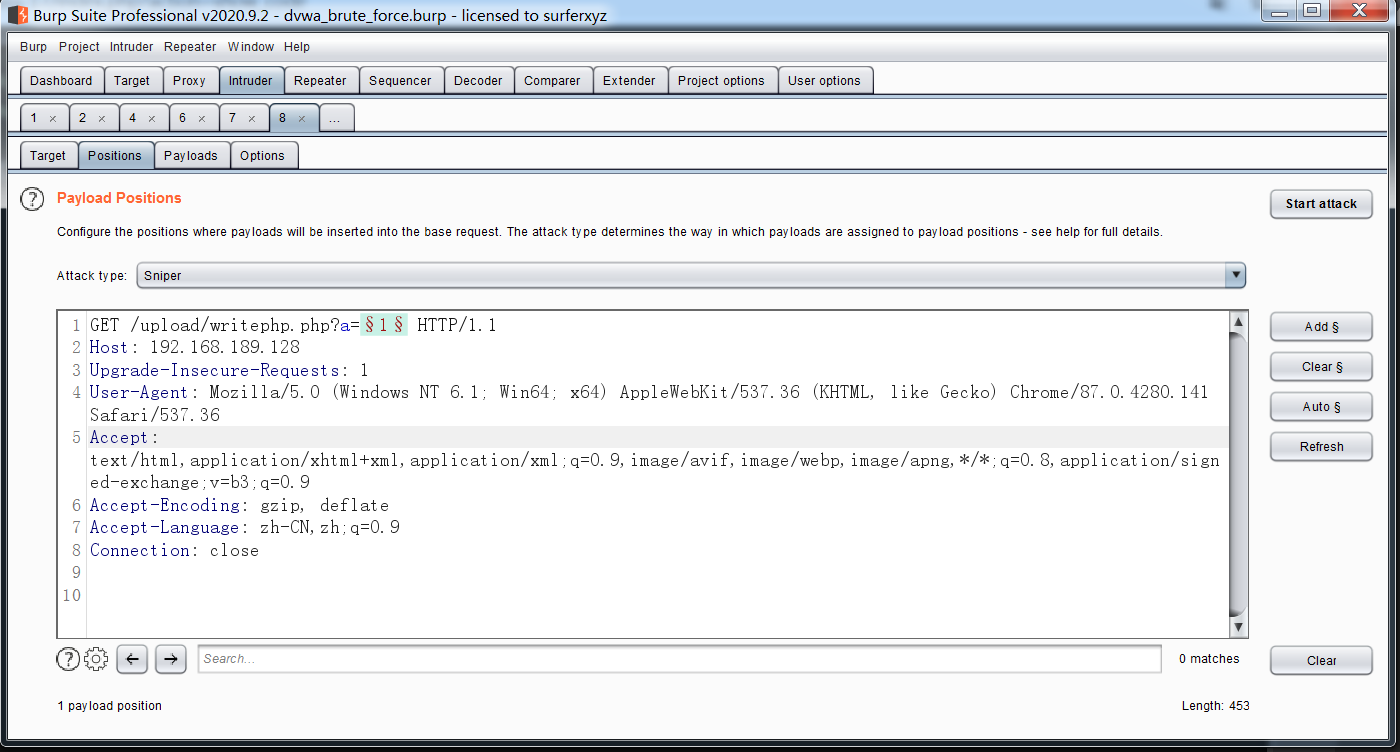 Burp Suite Professional v2020.9.2 - dvwa_brute_force.burp - licensed to surferxyz
Burp Project Intruder Repeater Window Help
Dashboard Target Proxy Intruder Repeater Sequencer Decoder Comparer Extender Project options User options
1 × 2 × 4 × 6 × 7 × 8 × ...
Target Positions Payloads Options
? Payload Positions
Start attack
Configure the positions where payloads will be inserted into the base request. The attack type determines the way in which payloads are assigned to payload positions - see help for full details.
Attack type: Sniper
1 GET /upload/writephp.php?a=§1§ HTTP/1.1
2 Host: 192.168.189.128
3 Upgrade-Insecure-Requests: 1
4 User-Agent: Mozilla/5.0 (Windows NT 6.1; Win64; x64) AppleWebKit/537.36 (KHTML, like Gecko) Chrome/87.0.4280.141
Safari/537.36
5 Accept:
text/html,application/xhtml+xml,application/xml;q=0.9,image/avif,image/webp,image/apng,*/*;q=0.8,application/sign
ed-exchange;v=b3;q=0.9
6 Accept-Encoding: gzip, deflate
7 Accept-Language: zh-CN,zh;q=0.9
8 Connection: close
9
10
Add §
Clear §
Auto §
Refresh
? Search... 0 matches Clear
1 payload position Length: 453